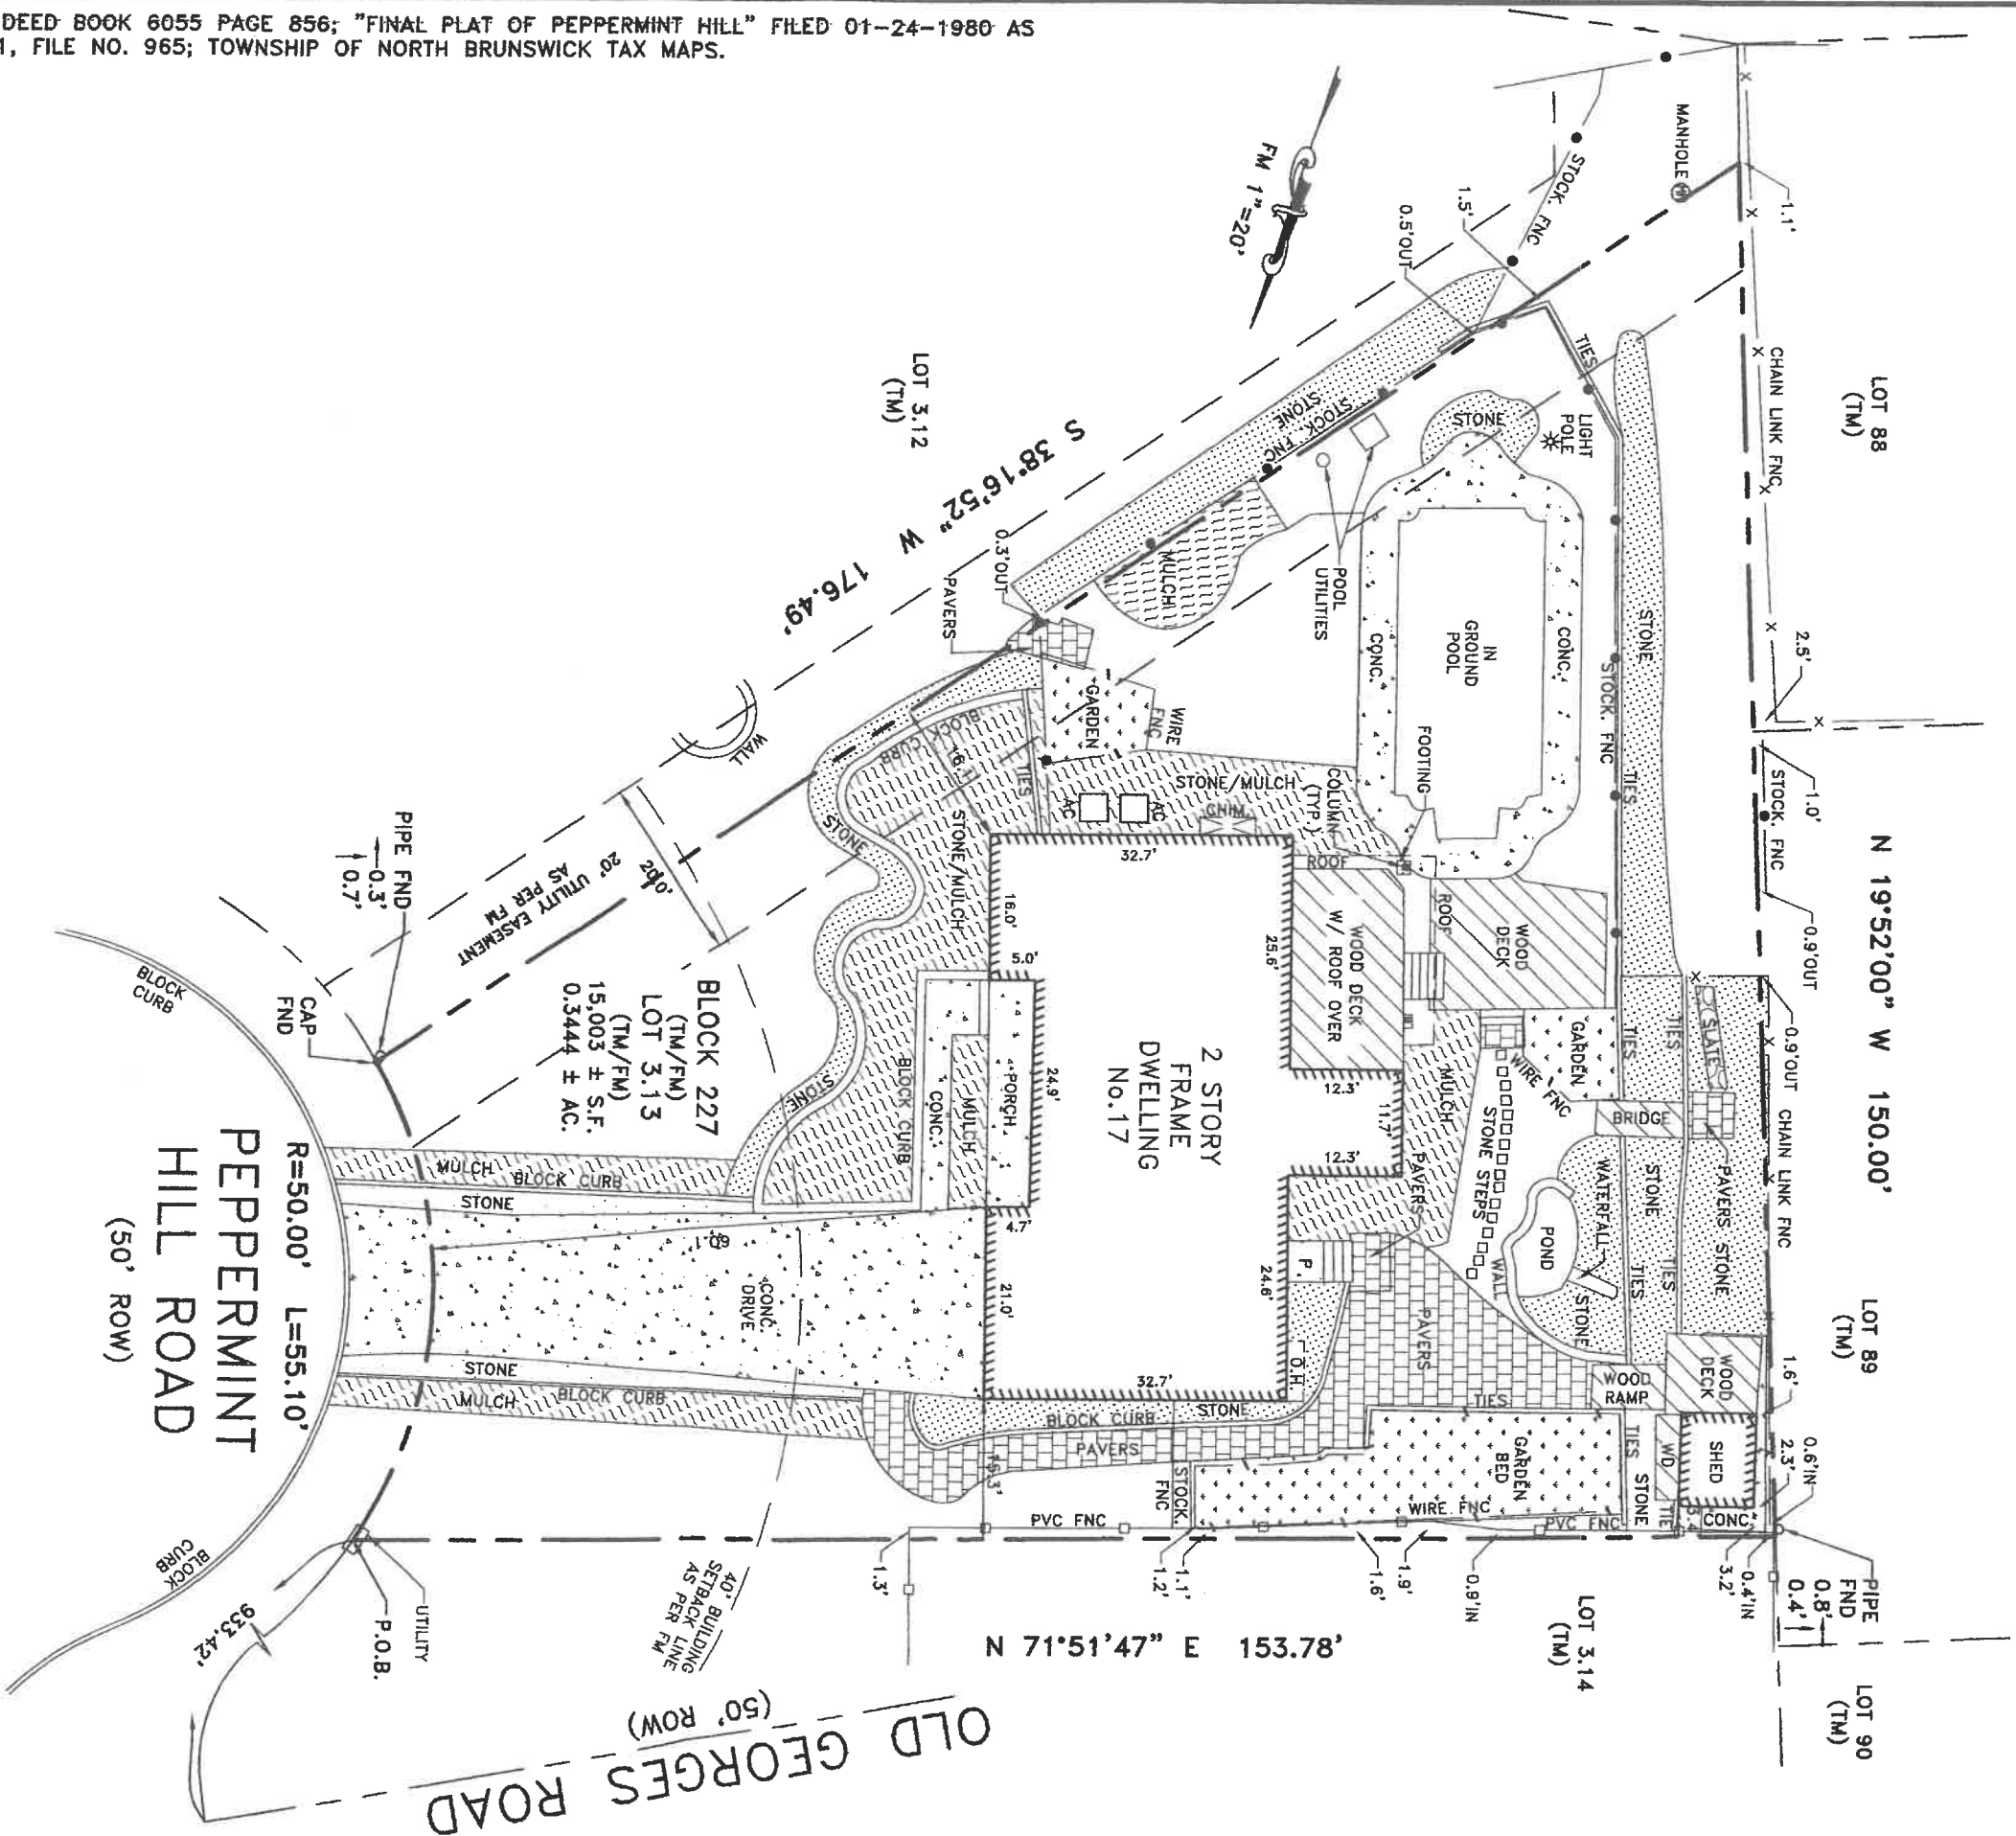 DEED BOOK 6055 PAGE 856; "FINAL PLAT OF PEPPERMINT HILL" FILED 01-24-1980 AS
1, FILE NO. 965; TOWNSHIP OF NORTH BRUNSWICK TAX MAPS.
FM 1"=20'
MANHOLE
STOCK. FNC
1.1'
1.5'
0.5'OUT
CHAIN LINK FNC
LOT 88
(TM)
LOT 3.12
(TM)
S 38°16'52" W 176.49'
STONE
STOCK. FNC
TIES
STONE
LIGHT
POLE
STONE
POOL
UTILITIES
MULCH
0.3'OUT
PAVERS
CONC.
IN
GROUND
POOL
CONC.
STOCK. FNC
TIES
2.5'
1.0'
STOCK. FNC
0.9'OUT
N 19°52'00" W 150.00'
GARDEN
WIRE
FNC
FOOTING
COLUMN
(TYP.)
STONE/MULCH
CHIM.
AC
AC
TIES
BLOCK CURB
19.1'
STONE/MULCH
STONE
WALL
20.0'
20' UTILITY EASEMENT
AS PER FM
PIPE FND
0.3'
0.7'
CAP
FND
BLOCK
CURB
BLOCK 227
(TM/FM)
LOT 3.13
(TM/FM)
15,003 ± S.F.
0.3444 ± AC.
32.7'
16.0'
5.0'
25.6'
24.9'
12.3'
11.7'
12.3'
4.7'
21.0'
24.6'
32.7'
2 STORY
FRAME
DWELLING
No.17
ROOF
WOOD DECK
W/ ROOF OVER
ROOF
WOOD
DECK
GARDEN
TIES
TIES
SLATE
0.9'OUT
CHAIN LINK FNC
WIRE FNC
BRIDGE
MULCH
STONE STEPS
PAVERS
WALL
POND
WATERFALL
STONE
STONE
TIES
TIES
PAVERS
STONE
PORCH
MULCH
CONC.
BLOCK CURB
STONE
MULCH
BLOCK CURB
STONE
60.1'
CONC.
DRIVE
STONE
MULCH
BLOCK CURB
R=50.00' L=55.10'
PEPPERMINT
HILL ROAD
(50' ROW)
P.
O.H.
PAVERS
STONE
BLOCK CURB
PAVERS
15.3'
STOCK.
FNC
TIES
GARDEN
BED
WIRE FNC
PVC FNC
PVC FNC
WOOD
RAMP
WOOD
DECK
TIES
STONE
TIE
WD
SHED
CONC.
3.4'
LOT 89
(TM)
1.6'
2.3'
0.6'IN
PIPE
FND
0.8'
0.4'
0.4'IN
3.2'
0.9'IN
1.9'
1.6'
1.1'
1.2'
1.3'
LOT 3.14
(TM)
LOT 90
(TM)
N 71°51'47" E 153.78'
40' BUILDING
SETBACK LINE
AS PER FM
UTILITY
P.O.B.
BLOCK
CURB
933.42'
OLD GEORGES ROAD
(50' ROW)